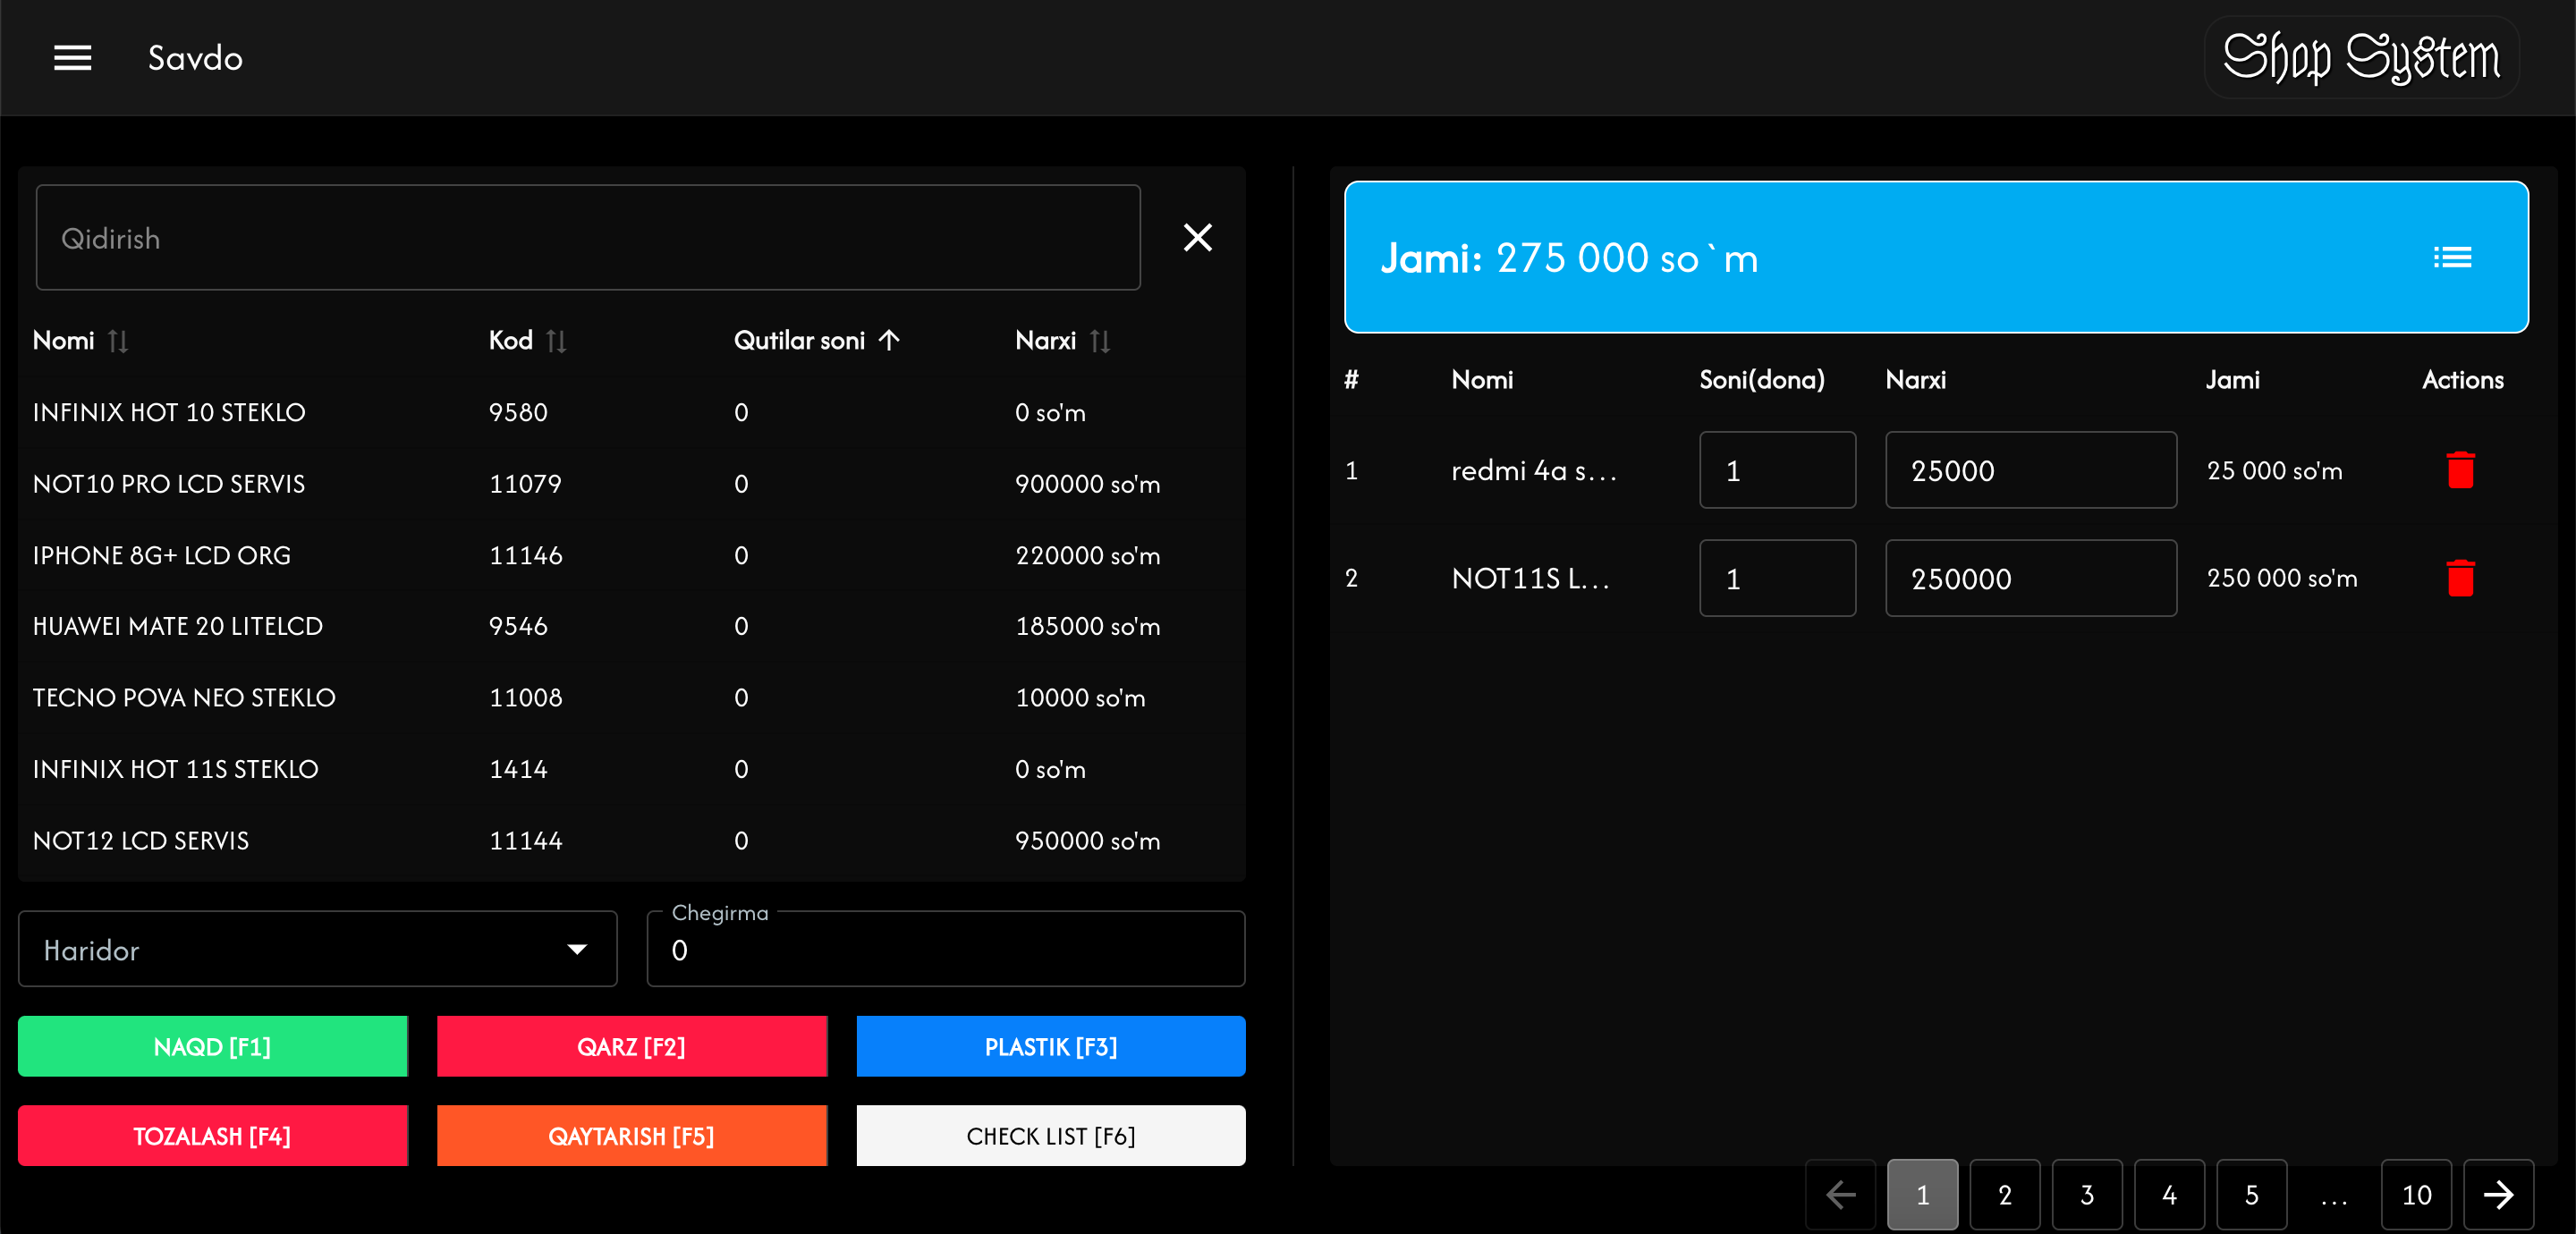 Savdo
Shop System
Qidirish
Nomi Kod Qutilar soni Narxi
INFINIX HOT 10 STEKLO 9580 0 0 so'm
NOT10 PRO LCD SERVIS 11079 0 900000 so'm
IPHONE 8G+ LCD ORG 11146 0 220000 so'm
HUAWEI MATE 20 LITELCD 9546 0 185000 so'm
TECNO POVA NEO STEKLO 11008 0 10000 so'm
INFINIX HOT 11S STEKLO 1414 0 0 so'm
NOT12 LCD SERVIS 11144 0 950000 so'm
Haridor
Chegirma
0
NAQD [F1] QARZ [F2] PLASTIK [F3]
TOZALASH [F4] QAYTARISH [F5] CHECK LIST [F6]
Jami: 275 000 so`m
# Nomi Soni(dona) Narxi Jami Actions
1 redmi 4a s... 1 25000 25 000 so'm
2 NOT11S L... 1 250000 250 000 so'm
1 2 3 4 5 ... 10